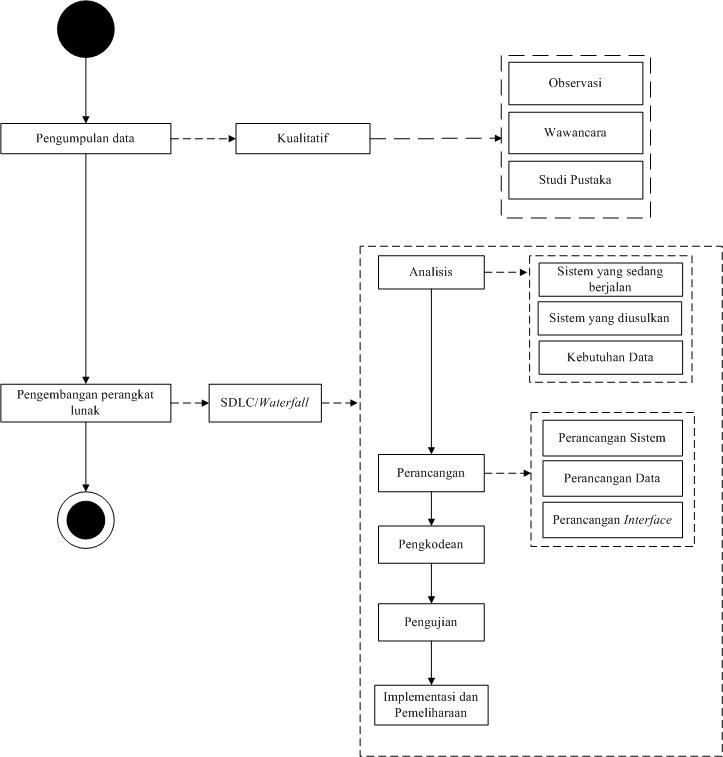 Pengumpulan data
Kualitatif
Observasi
Wawancara
Studi Pustaka
Pengembangan perangkat
lunak
SDLC/Waterfall
Analisis
Sistem yang sedang
berjalan
Sistem yang diusulkan
Kebutuhan Data
Perancangan
Perancangan Sistem
Perancangan Data
Perancangan Interface
Pengkodean
Pengujian
Implementasi dan
Pemeliharaan